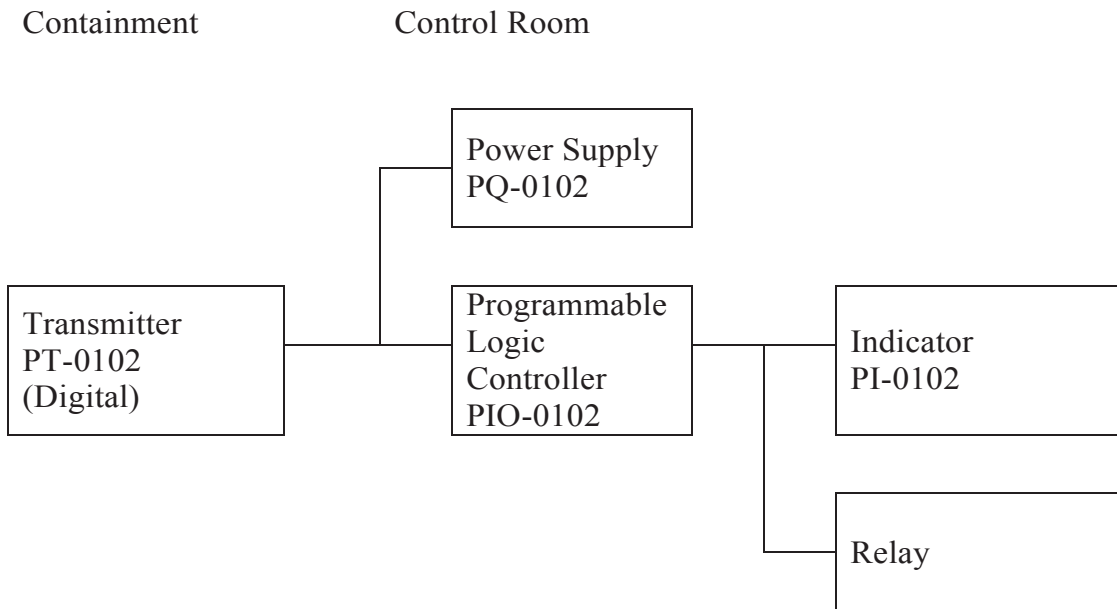 Containment
Control Room
Power Supply
PQ-0102
Transmitter
PT-0102
(Digital)
Programmable
Logic
Controller
PIO-0102
Indicator
PI-0102
Relay